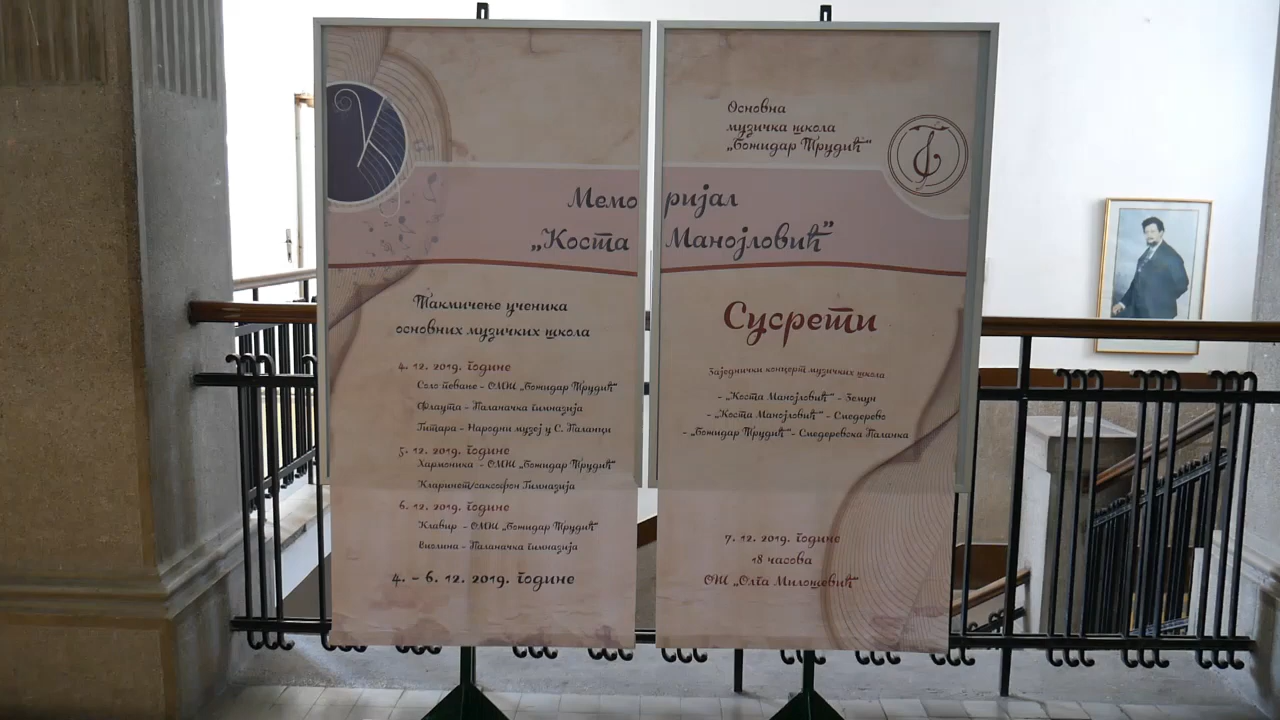 Основна
музичка школа
„Божидар Трудић“
Меморијал
„Коста Манојловић”
Такмичење ученика
основних музичких школа
4. 12. 2019. године
Соло певање - ОМШ „Божидар Трудић“
Флаута - Паланачка гимназија
Гитара - Народни музеј у С. Паланци
5. 12. 2019. године
Хармоника - ОМШ „Божидар Трудић“
Кларинет/саксофон Гимназија
6. 12. 2019. године
Клавир - ОМШ „Божидар Трудић“
Виолина - Паланачка гимназија
4. - 6. 12. 2019. године
Сусрети
Заједнички концерт музичких школа
- „Коста Манојловић“ - Земун
- „Коста Манојловић“ - Смедерево
- „Божидар Трудић“ - Смедеревска Паланка
7. 12. 2019. године
18 часова
ОШ „Олга Милошевић“